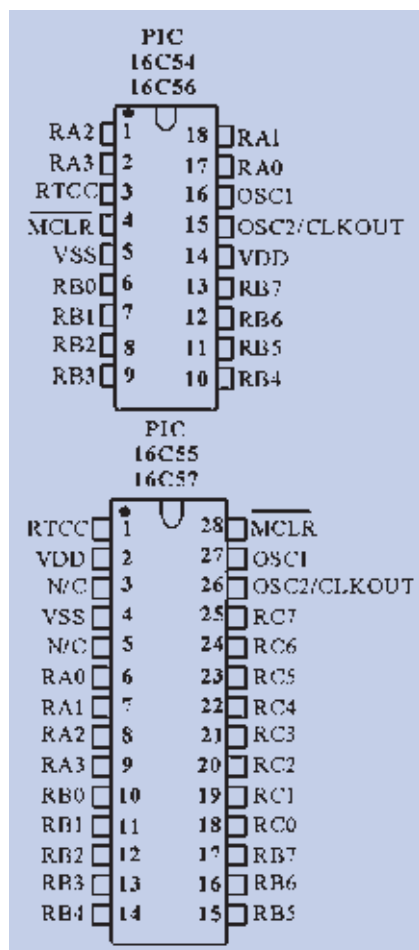 PIC
16C54
16C56
RA2 1 18 RA1
RA3 2 17 RA0
RTCC 3 16 OSC1
MCLR 4 15 OSC2/CLKOUT
VSS 5 14 VDD
RB0 6 13 RB7
RB1 7 12 RB6
RB2 8 11 RB5
RB3 9 10 RB4
PIC
16C55
16C57
RTCC 1 28 MCLR
VDD 2 27 OSC1
N/C 3 26 OSC2/CLKOUT
VSS 4 25 RC7
N/C 5 24 RC6
RA0 6 23 RC5
RA1 7 22 RC4
RA2 8 21 RC3
RA3 9 20 RC2
RB0 10 19 RC1
RB1 11 18 RC0
RB2 12 17 RB7
RB3 13 16 RB6
RB4 14 15 RB5